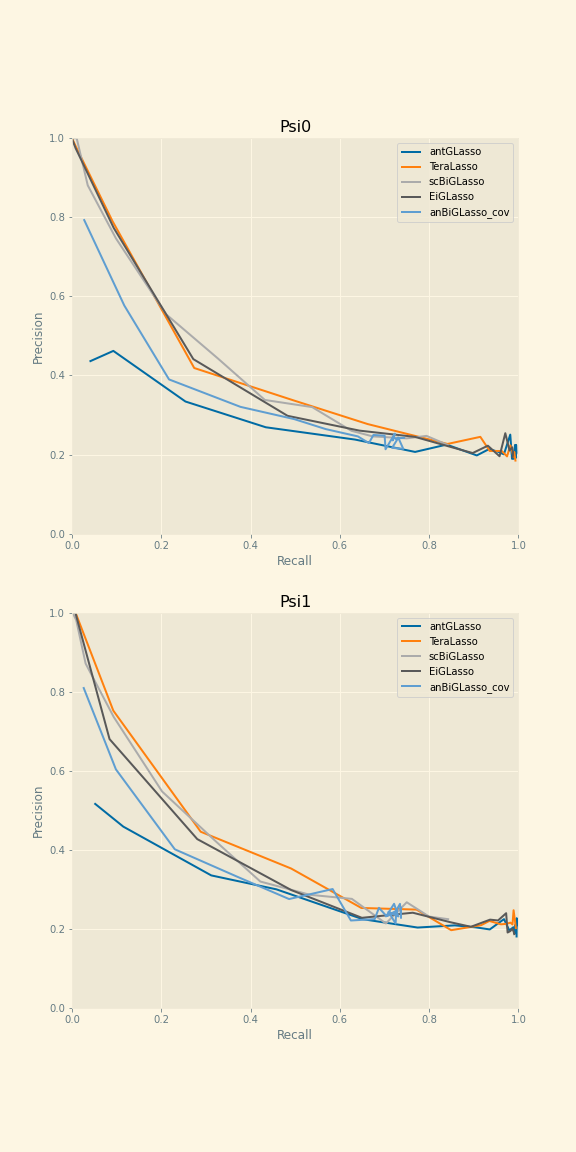 Psi0
1.0
0.8
0.6
0.4
0.2
0.0
Precision
antGLasso
TeraLasso
scBiGLasso
EiGLasso
anBiGLasso_cov
0.0 0.2 0.4 0.6 0.8 1.0
Recall
Psi1
1.0
0.8
0.6
0.4
0.2
0.0
Precision
antGLasso
TeraLasso
scBiGLasso
EiGLasso
anBiGLasso_cov
0.0 0.2 0.4 0.6 0.8 1.0
Recall